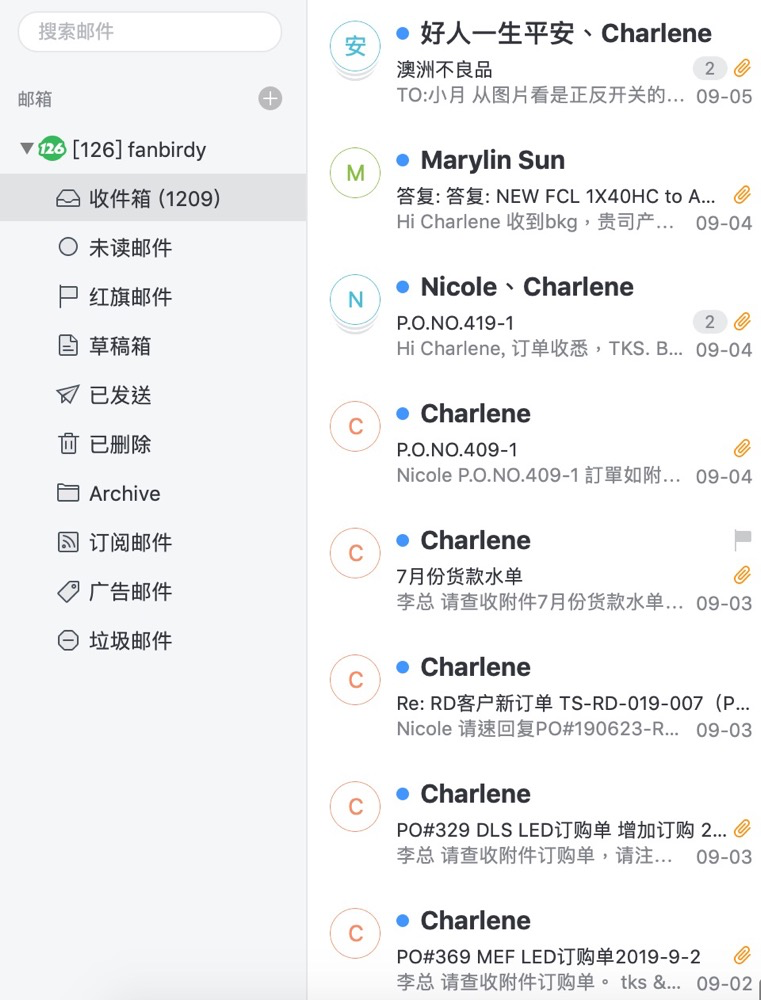 搜索邮件
邮箱
126 [126] fanbirdy
收件箱 (1209)
未读邮件
红旗邮件
草稿箱
已发送
已删除
Archive
订阅邮件
广告邮件
垃圾邮件
安 好人一生平安、Charlene
澳洲不良品 2
TO:小月 从图片看是正反开关的... 09-05
M Marylin Sun
答复: 答复: NEW FCL 1X40HC to A...
Hi Charlene 收到bkg，贵司产... 09-04
N Nicole、Charlene
P.O.NO.419-1 2
Hi Charlene, 订单收悉，TKS. B... 09-04
C Charlene
P.O.NO.409-1
Nicole P.O.NO.409-1 訂單如附... 09-04
C Charlene
7月份货款水单
李总 请查收附件7月份货款水单... 09-03
C Charlene
Re: RD客户新订单 TS-RD-019-007（P...
Nicole 请速回复PO#190623-R... 09-03
C Charlene
PO#329 DLS LED订购单 增加订购 2...
李总 请查收附件订购单，请注... 09-03
C Charlene
PO#369 MEF LED订购单2019-9-2
李总 请查收附件订购单。 tks &... 09-02